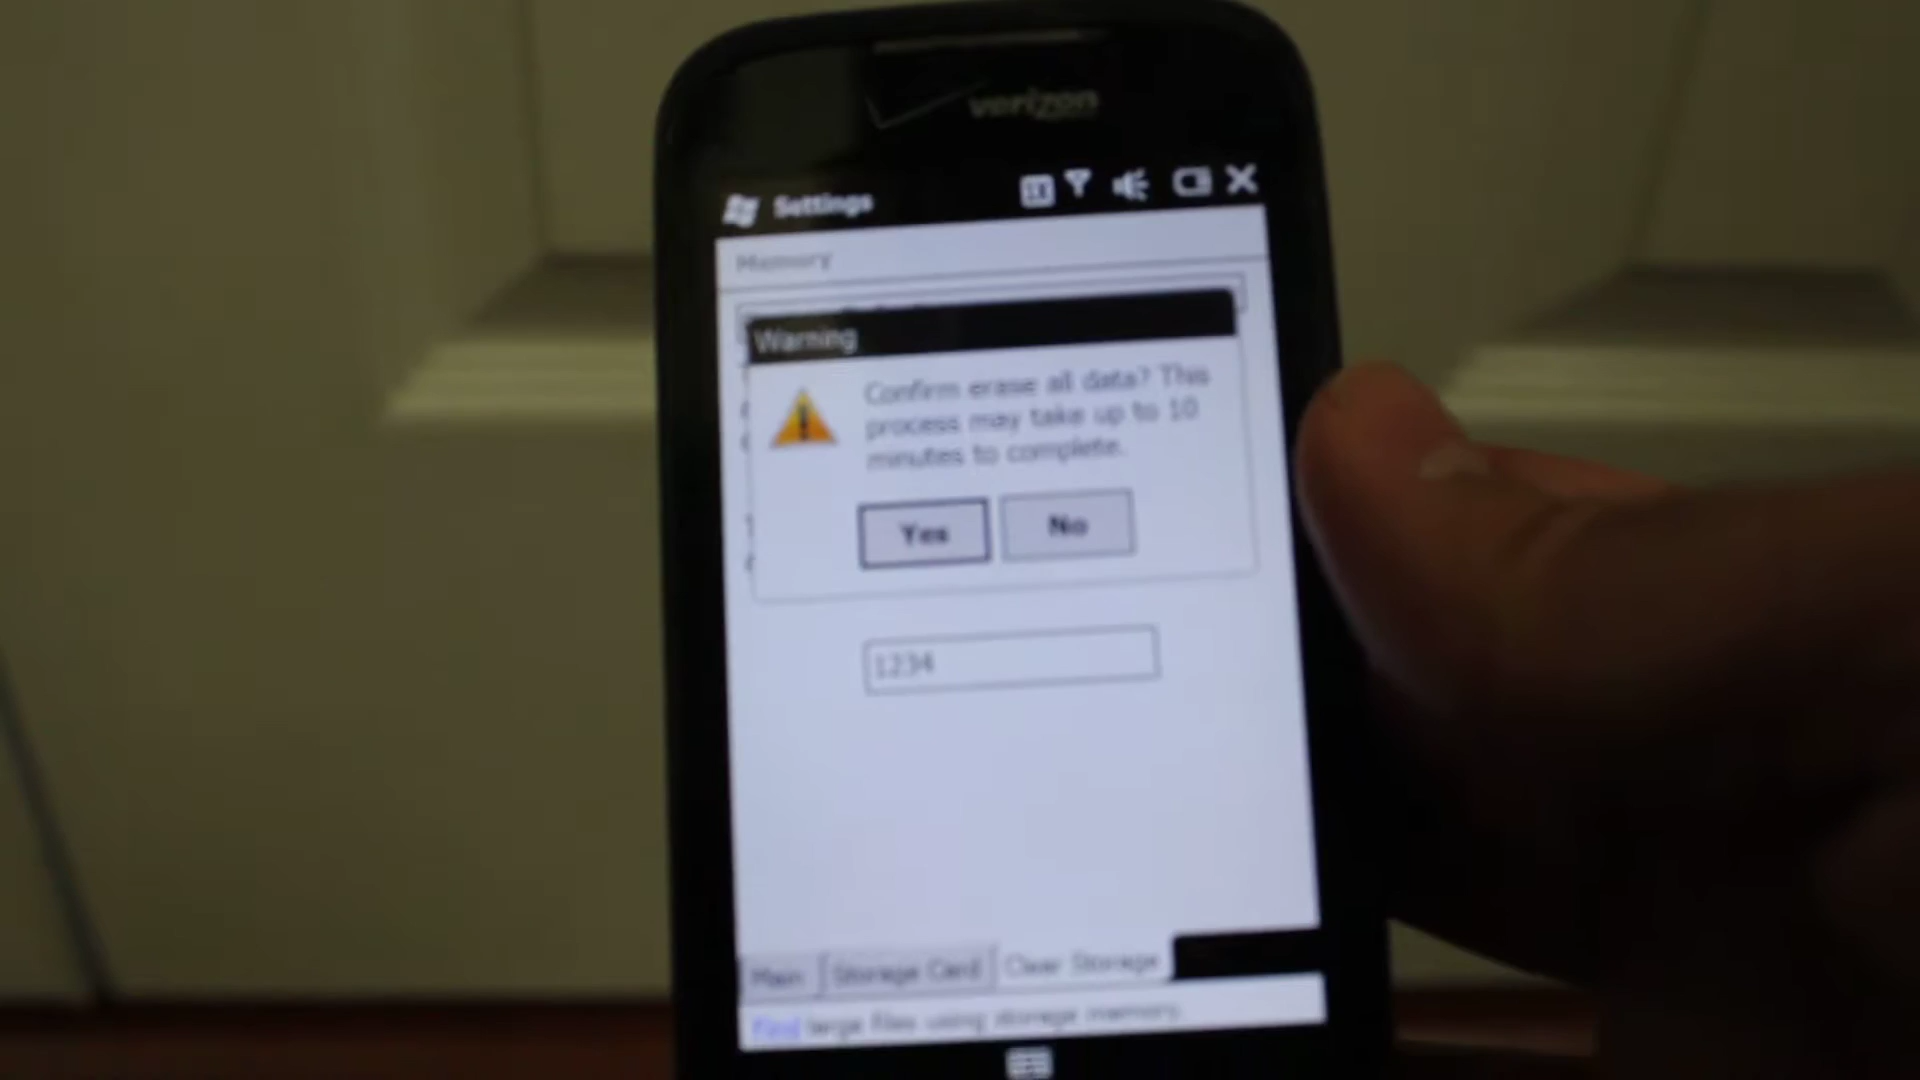 verizon
Settings
Memory
Warning
Confirm erase all data? This
process may take up to 10
minutes to complete.
Yes No
1234
Main Storage Card Clear Storage
Find large files using storage memory.